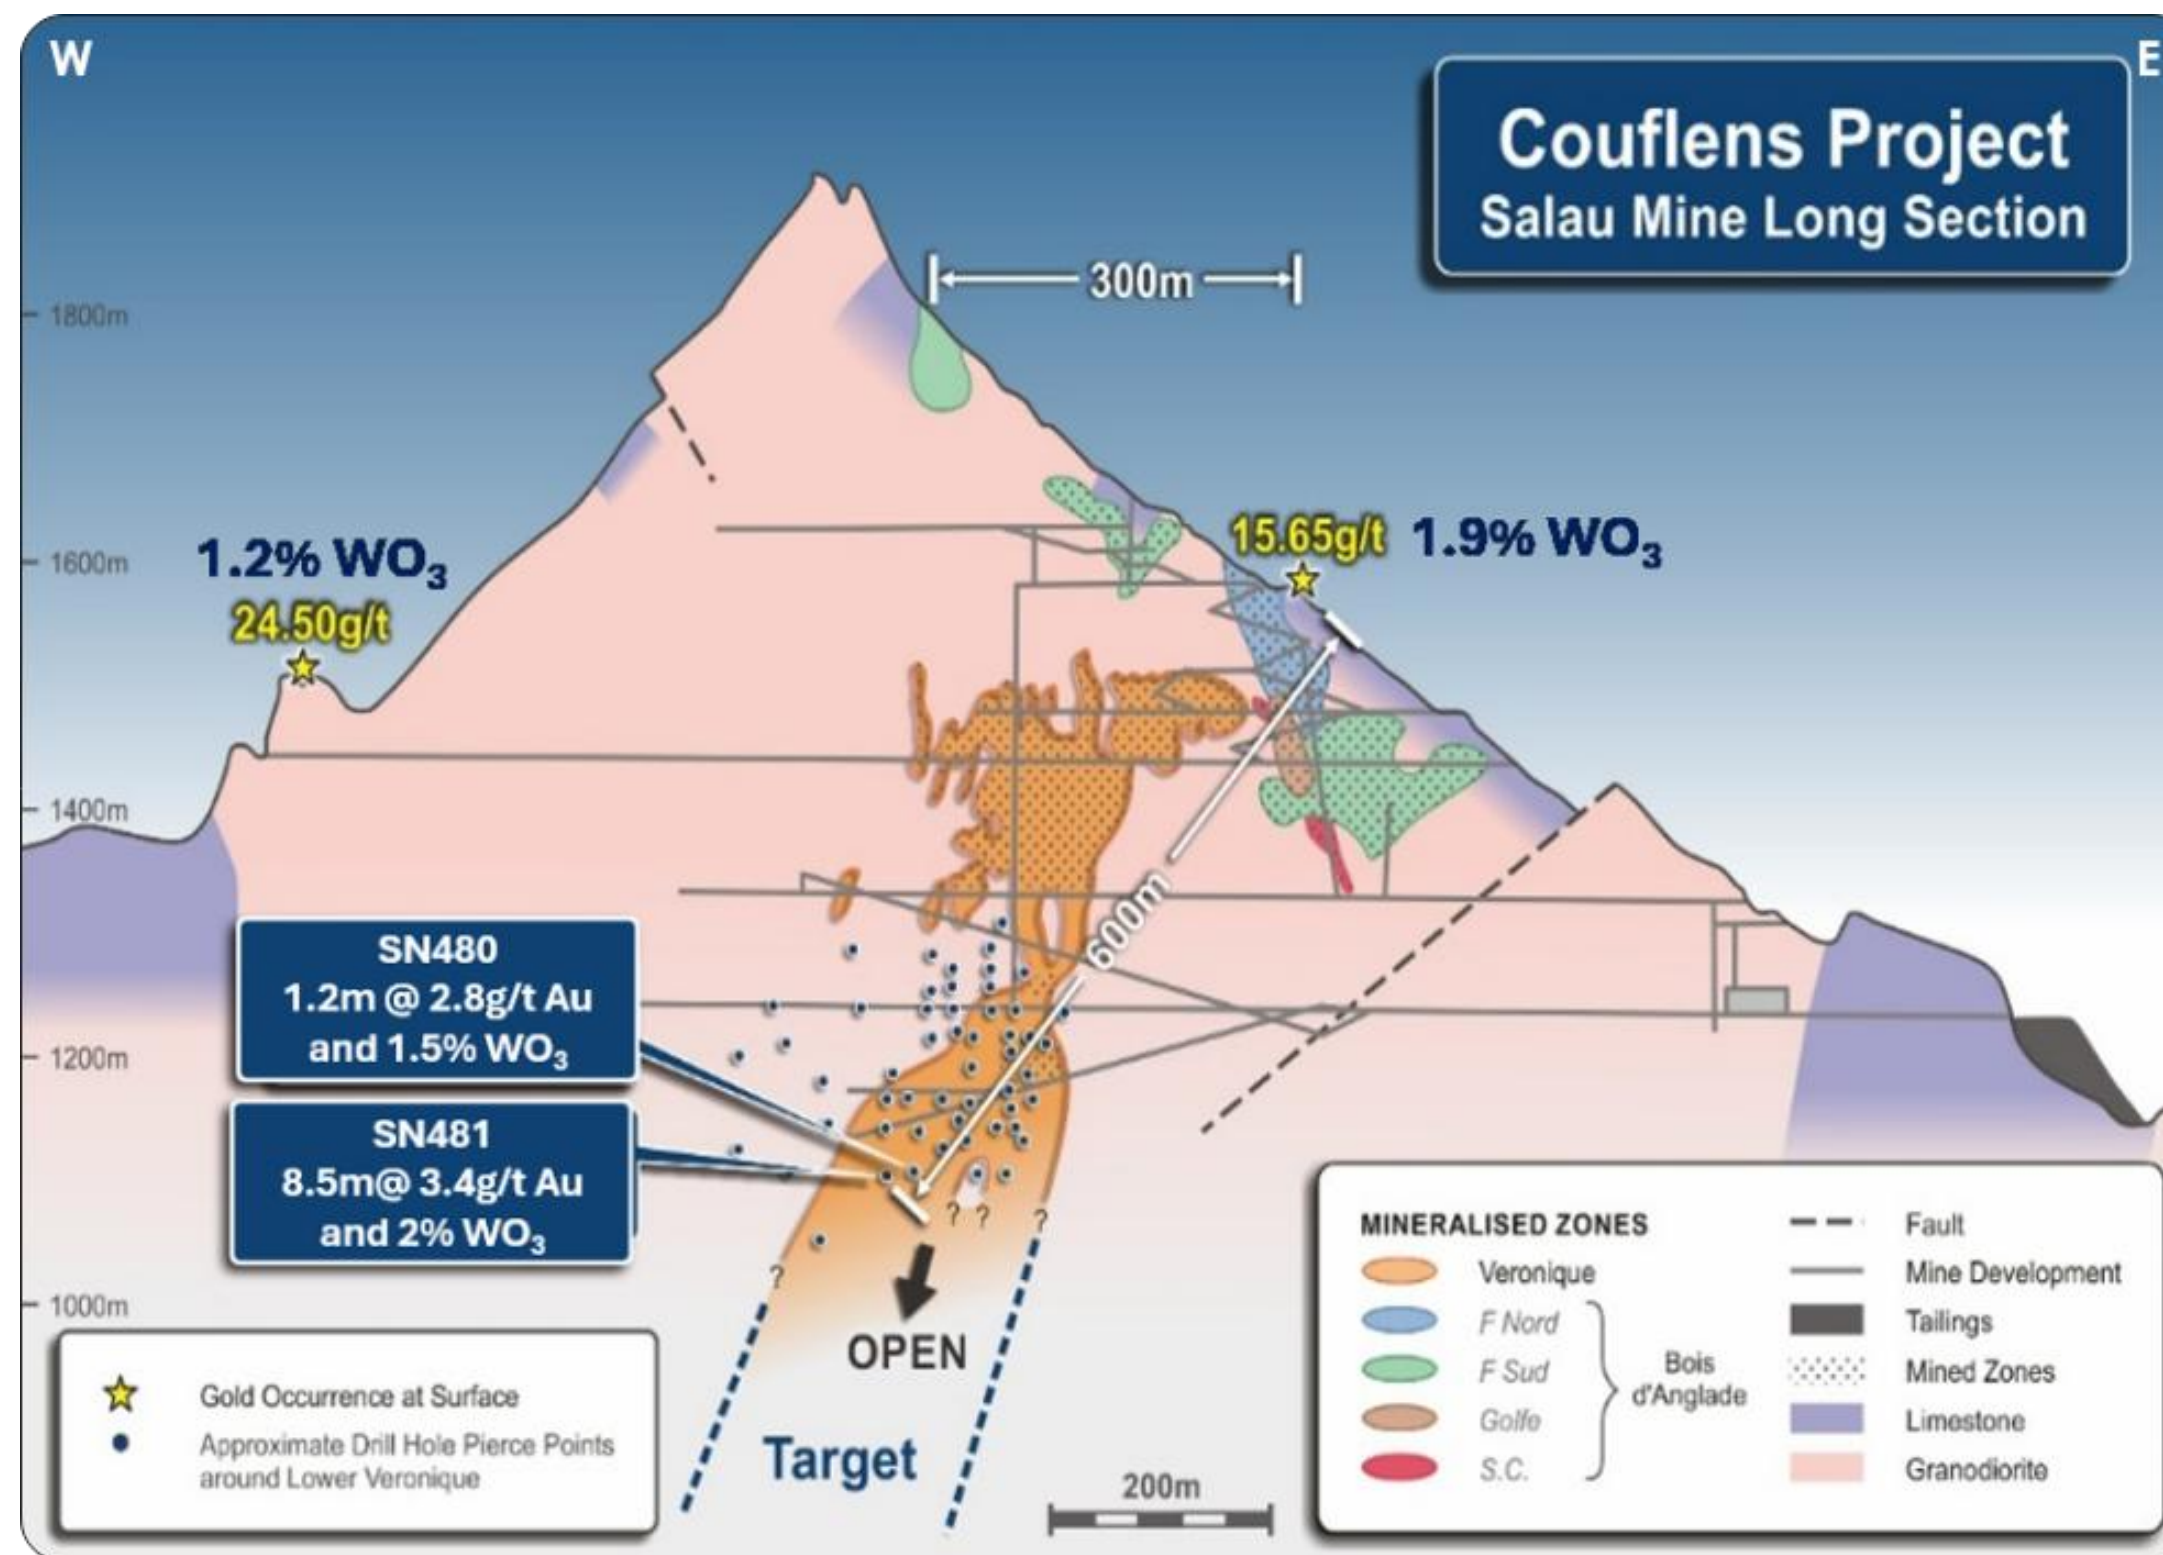 W
E
Couflens Project
Salau Mine Long Section
300m
1800m
1600m
1400m
1200m
1000m
1.2% WO₃
24.50g/t
15.65g/t 1.9% WO₃
600m
SN480
1.2m @ 2.8g/t Au
and 1.5% WO₃
SN481
8.5m@ 3.4g/t Au
and 2% WO₃
? ? ?
?
OPEN
Target
200m
Gold Occurrence at Surface
Approximate Drill Hole Pierce Points
around Lower Veronique
MINERALISED ZONES
Veronique
F Nord
F Sud
Golfe
S.C.
Bois
d'Anglade
Fault
Mine Development
Tailings
Mined Zones
Limestone
Granodiorite